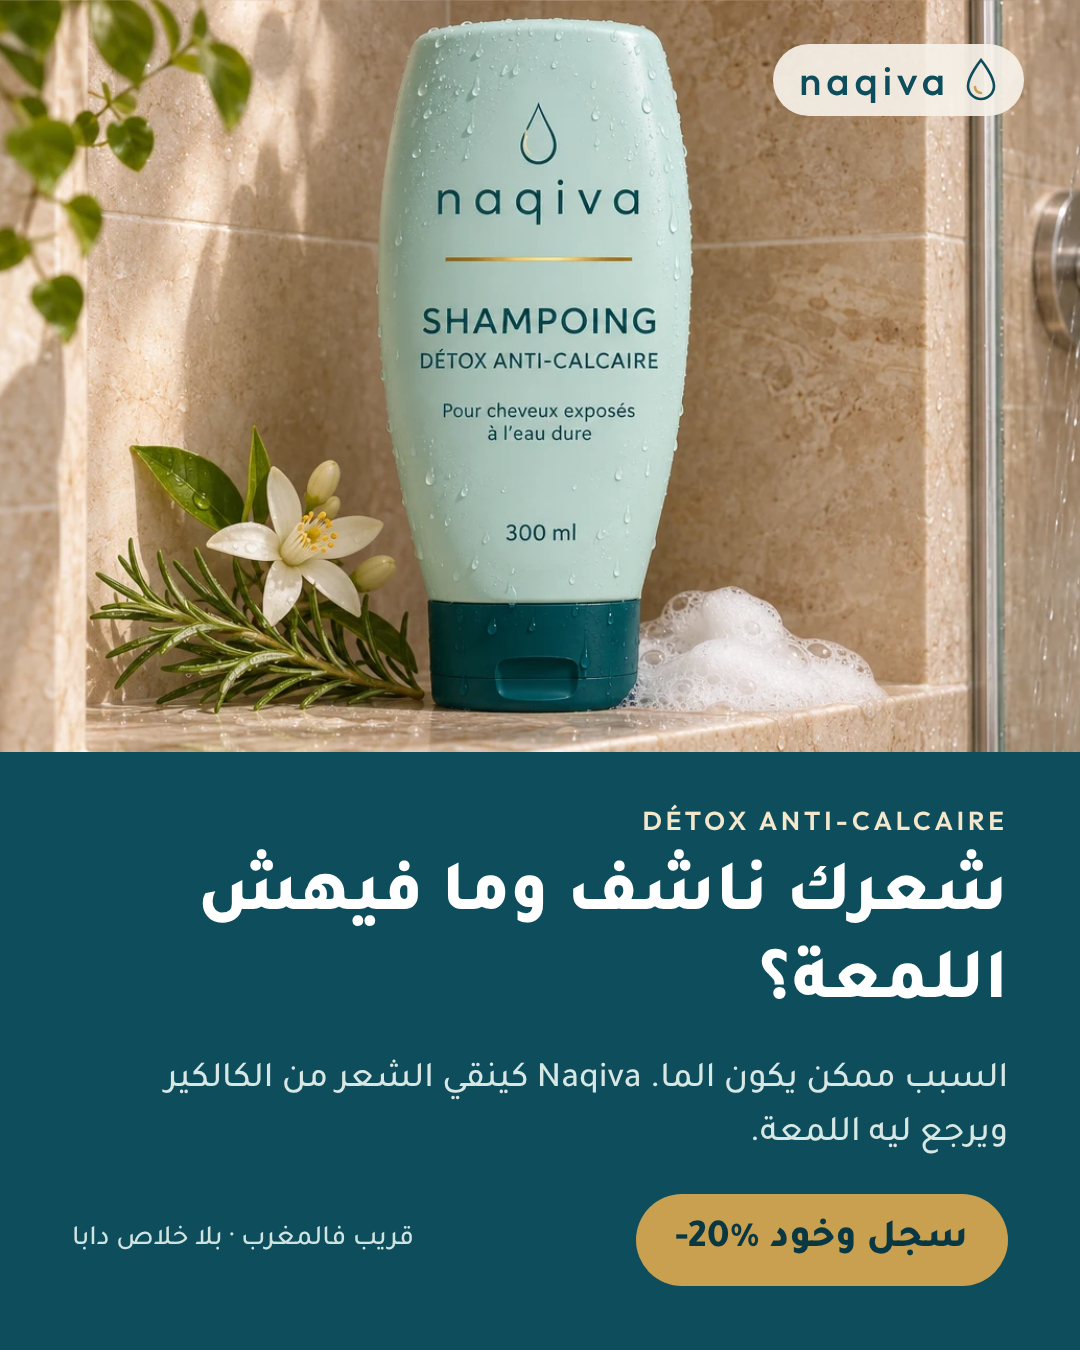 naqiva
naqiva
SHAMPOING
DÉTOX ANTI-CALCAIRE
Pour cheveux exposés
à l'eau dure
300 ml
DÉTOX ANTI-CALCAIRE
شعرك ناشف وما فيهش
اللمعة؟
السبب ممكن يكون الما. Naqiva كينقي الشعر من الكالكير
ويرجع ليه اللمعة.
سجل وخود 20%-
قريب فالمغرب · بلا خلاص دابا